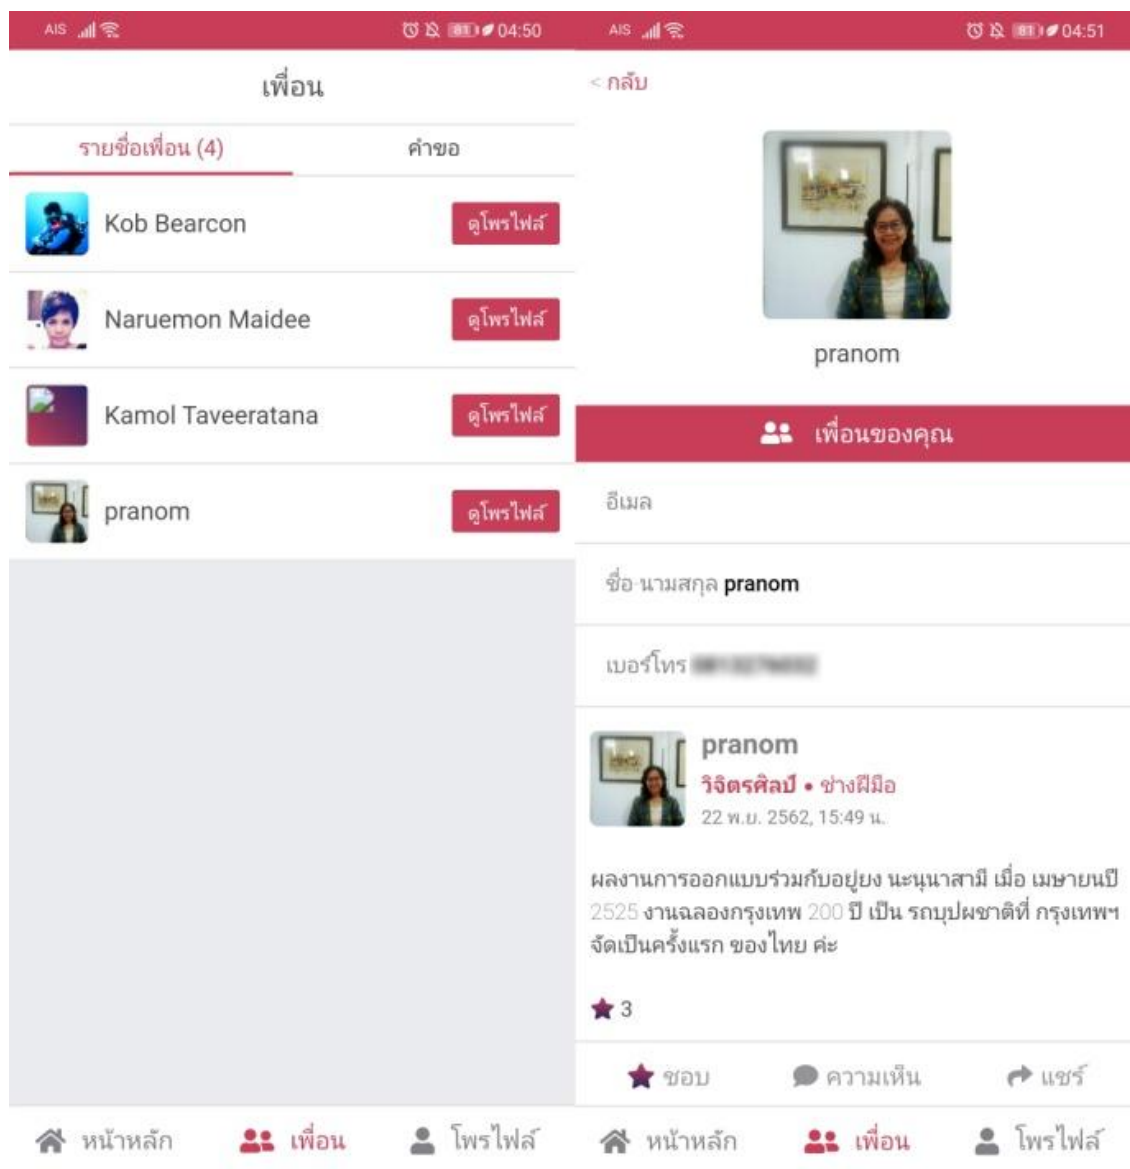 AIS 81 04:50
เพื่อน
รายชื่อเพื่อน (4) คำขอ
Kob Bearcon ดูโพรไฟล์
Naruemon Maidee ดูโพรไฟล์
Kamol Taveeratana ดูโพรไฟล์
pranom ดูโพรไฟล์
หน้าหลัก เพื่อน โพรไฟล์
AIS 81 04:51
< กลับ
pranom
เพื่อนของคุณ
อีเมล
ชื่อ-นามสกุล pranom
เบอร์โทร
pranom
วิจิตรศิลป์ • ช่างฝีมือ
22 พ.ย. 2562, 15:49 น.
ผลงานการออกแบบร่วมกับอยู่ยง นะนุนาสามี เมื่อ เมษายนปี
2525 งานฉลองกรุงเทพ 200 ปี เป็น รถบุปผชาติที่ กรุงเทพฯ
จัดเป็นครั้งแรก ของไทย ค่ะ
3
ชอบ ความเห็น แชร์
หน้าหลัก เพื่อน โพรไฟล์